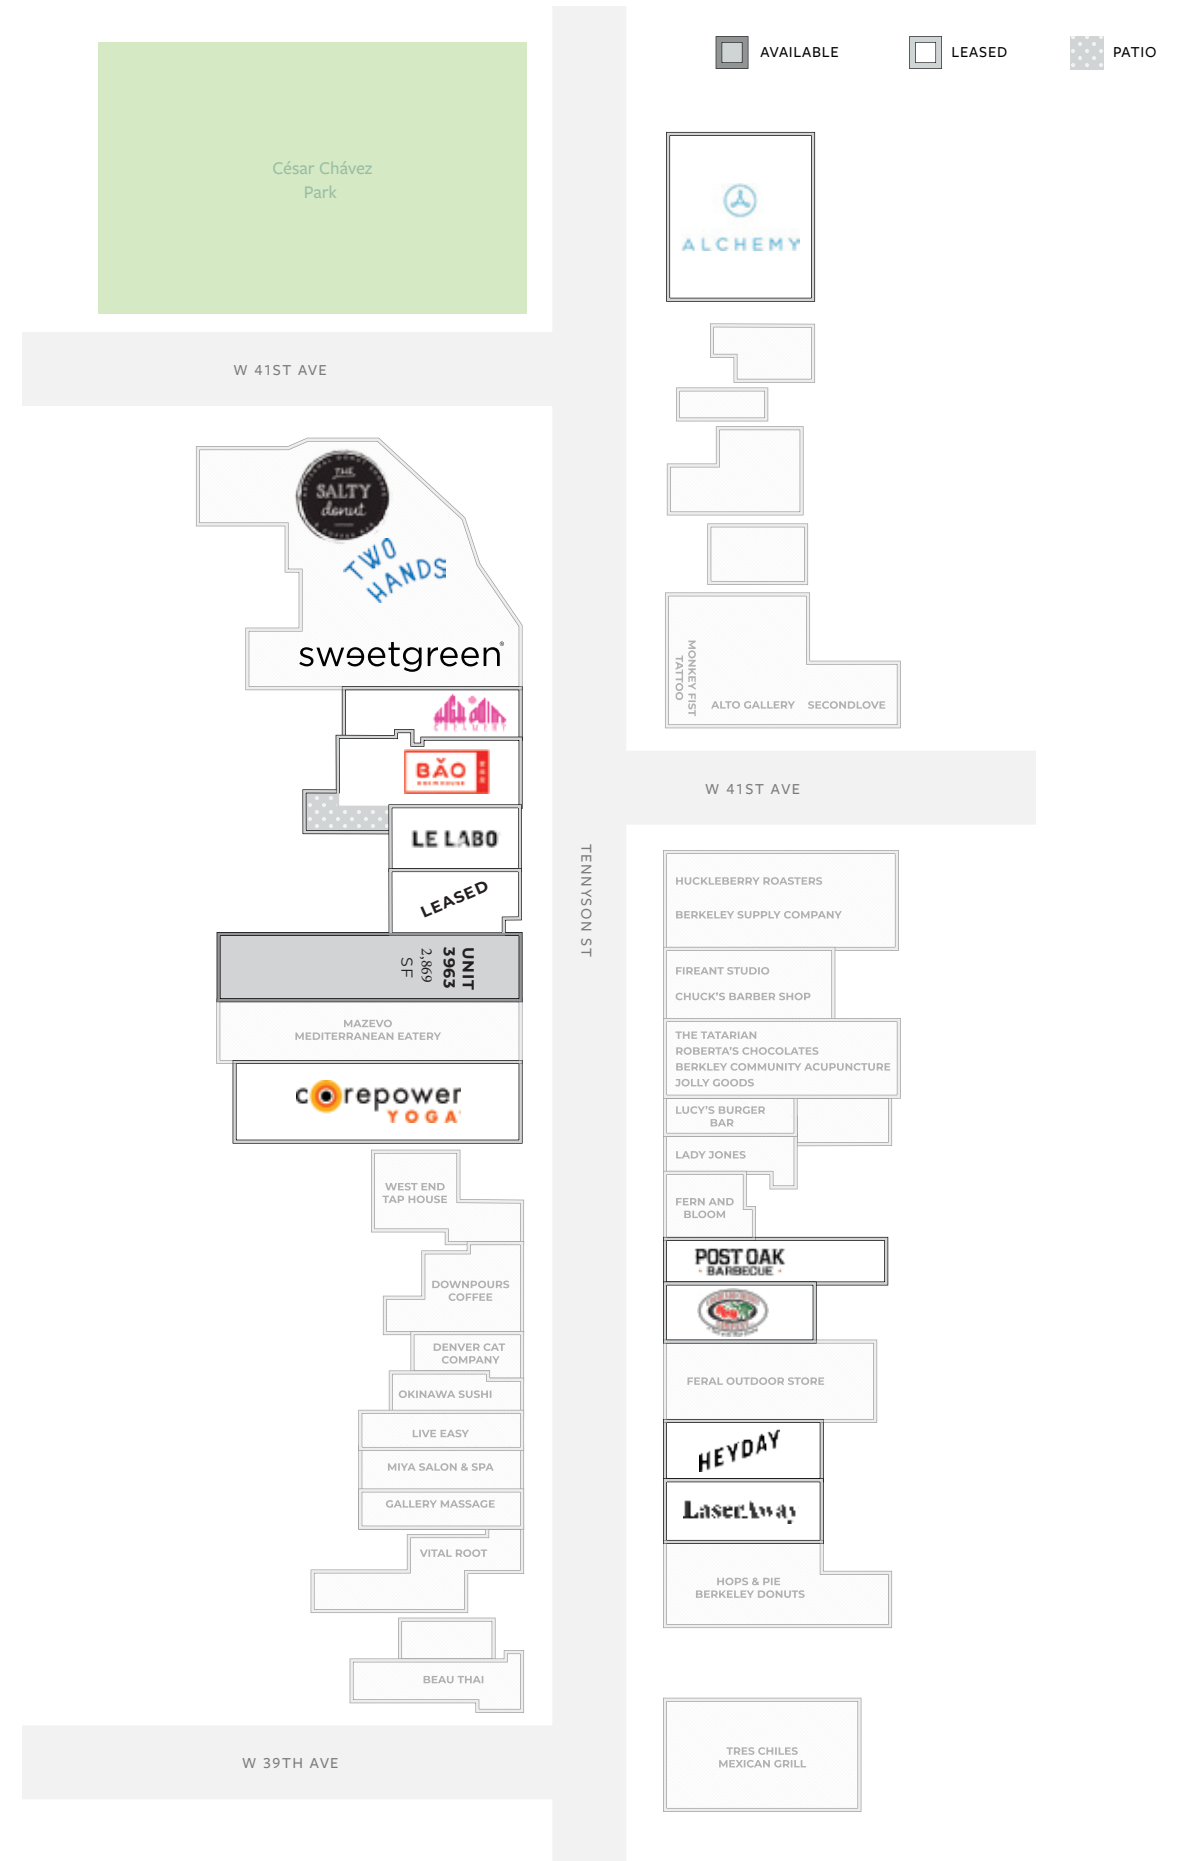 AVAILABLE
LEASED
PATIO
César Chávez
Park
ALCHEMY
W 41ST AVE
THE
SALTY
donut
TWO
HANDS
sweetgreen
BǍO
LE LABO
LEASED
UNIT
3963
2,869
SF
MAZEVO
MEDITERRANEAN EATERY
corepower
YOGA
WEST END
TAP HOUSE
DOWNPOURS
COFFEE
DENVER CAT
COMPANY
OKINAWA SUSHI
LIVE EASY
MIYA SALON & SPA
GALLERY MASSAGE
VITAL ROOT
BEAU THAI
W 39TH AVE
TENNYSON ST
MONKEY FIST
TATTOO
ALTO GALLERY
SECONDLOVE
W 41ST AVE
HUCKLEBERRY ROASTERS
BERKELEY SUPPLY COMPANY
FIREANT STUDIO
CHUCK'S BARBER SHOP
THE TATARIAN
ROBERTA'S CHOCOLATES
BERKLEY COMMUNITY ACUPUNCTURE
JOLLY GOODS
LUCY'S BURGER
BAR
LADY JONES
FERN AND
BLOOM
POST OAK
BARBECUE
FERAL OUTDOOR STORE
HEYDAY
LaserAway
HOPS & PIE
BERKELEY DONUTS
TRES CHILES
MEXICAN GRILL